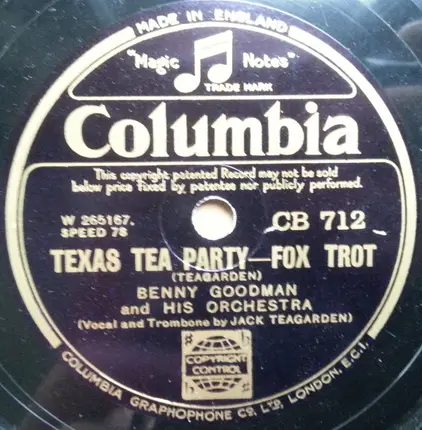 MADE IN ENGLAND
"Magic Notes"
TRADE MARK
Columbia
This copyright patented Record may not be sold
below price fixed by patentee nor publicly performed.
W 265167.
SPEED 78
CB 712
TEXAS TEA PARTY—FOX TROT
(TEAGARDEN)
BENNY GOODMAN
and HIS ORCHESTRA
(Vocal and Trombone by JACK TEAGARDEN)
COPYRIGHT
CONTROL
COLUMBIA GRAPHOPHONE CO. LTD, LONDON, E.C.1.